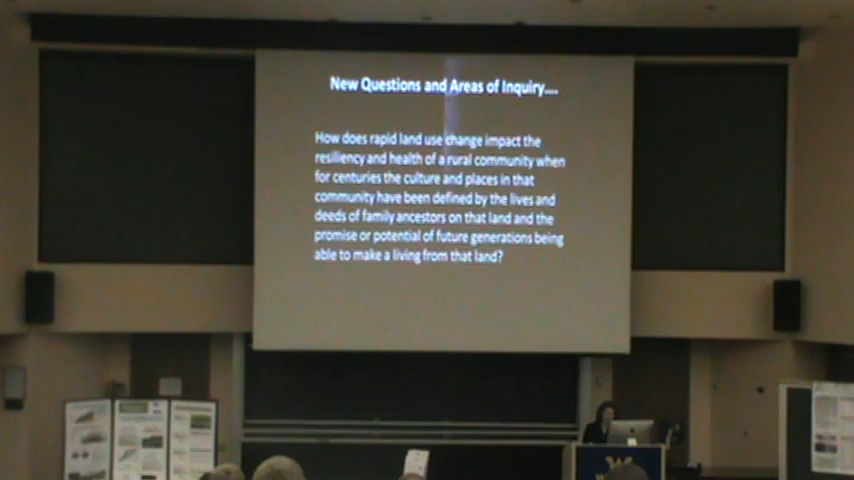 New Questions and Areas of Inquiry....
How does rapid land use change impact the
resiliency and health of a rural community when
for centuries the culture and places in that
community have been defined by the lives and
deeds of family ancestors on that land and the
promise or potential of future generations being
able to make a living from that land?